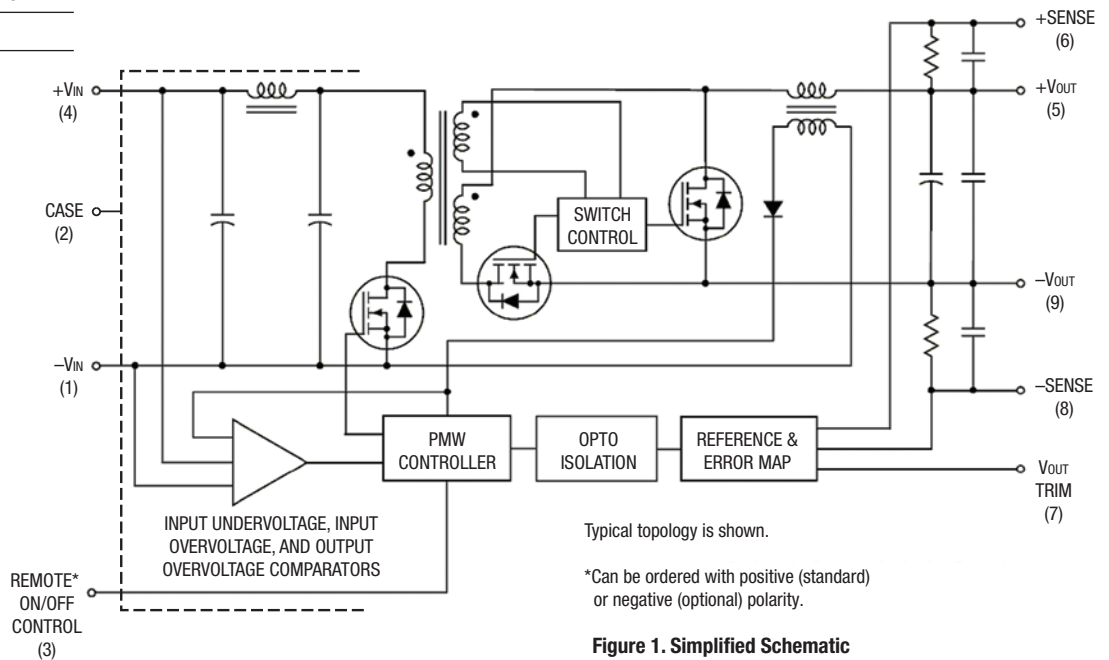 +SENSE
(6)
+VIN
(4)
+VOUT
(5)
CASE
(2)
SWITCH
CONTROL
–VOUT
(9)
–VIN
(1)
–SENSE
(8)
PMW
CONTROLLER
OPTO
ISOLATION
REFERENCE &
ERROR MAP
VOUT
TRIM
(7)
INPUT UNDERVOLTAGE, INPUT
OVERVOLTAGE, AND OUTPUT
OVERVOLTAGE COMPARATORS
REMOTE*
ON/OFF
CONTROL
(3)
Typical topology is shown.
*Can be ordered with positive (standard)
or negative (optional) polarity.
Figure 1. Simplified Schematic